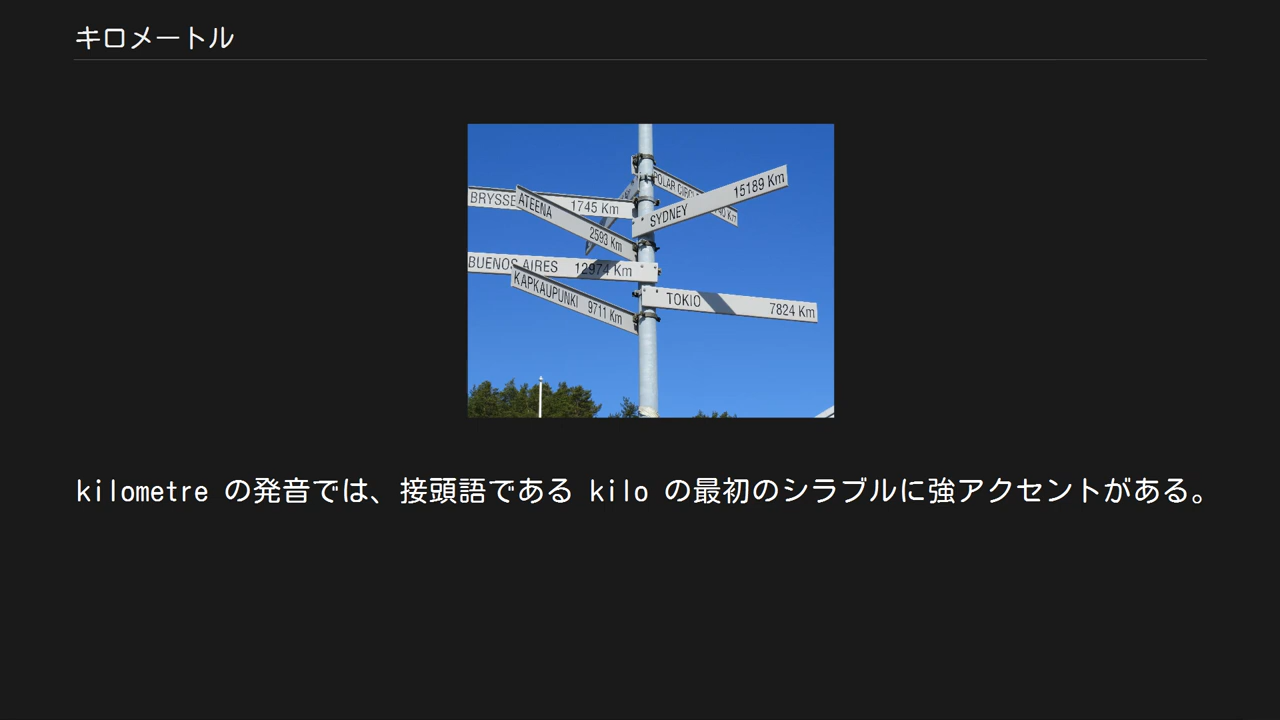 キロメートル
POLAR CIRCL
15189 Km
SYDNEY
BRYSSE
1745 Km
ATEENA
2593 Km
BUENOS AIRES 12974 Km
KAPKAUPUNKI 9711 Km
TOKIO 7824 Km
kilometre の発音では、接頭語である kilo の最初のシラブルに強アクセントがある。